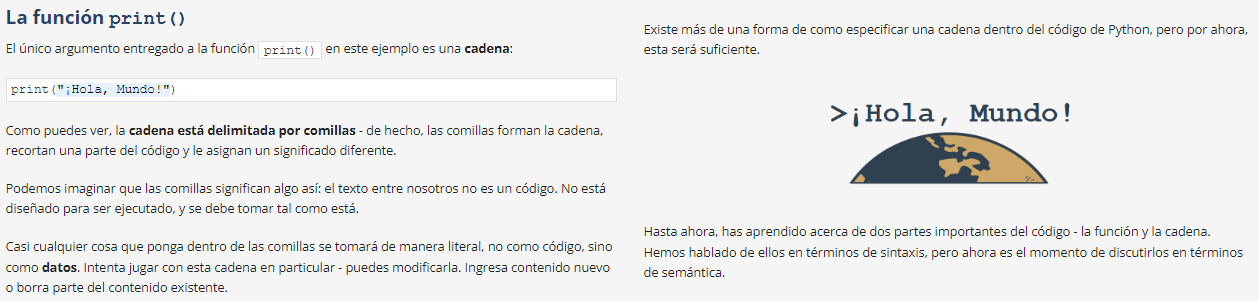 La función print()
El único argumento entregado a la función print() en este ejemplo es una cadena:
print("¡Hola, Mundo!")
Como puedes ver, la cadena está delimitada por comillas - de hecho, las comillas forman la cadena,
recortan una parte del código y le asignan un significado diferente.
Podemos imaginar que las comillas significan algo así: el texto entre nosotros no es un código. No está
diseñado para ser ejecutado, y se debe tomar tal como está.
Casi cualquier cosa que ponga dentro de las comillas se tomará de manera literal, no como código, sino
como datos. Intenta jugar con esta cadena en particular - puedes modificarla. Ingresa contenido nuevo
o borra parte del contenido existente.
Existe más de una forma de como especificar una cadena dentro del código de Python, pero por ahora,
esta será suficiente.
>¡Hola, Mundo!
Hasta ahora, has aprendido acerca de dos partes importantes del código - la función y la cadena.
Hemos hablado de ellos en términos de sintaxis, pero ahora es el momento de discutirlos en términos
de semántica.